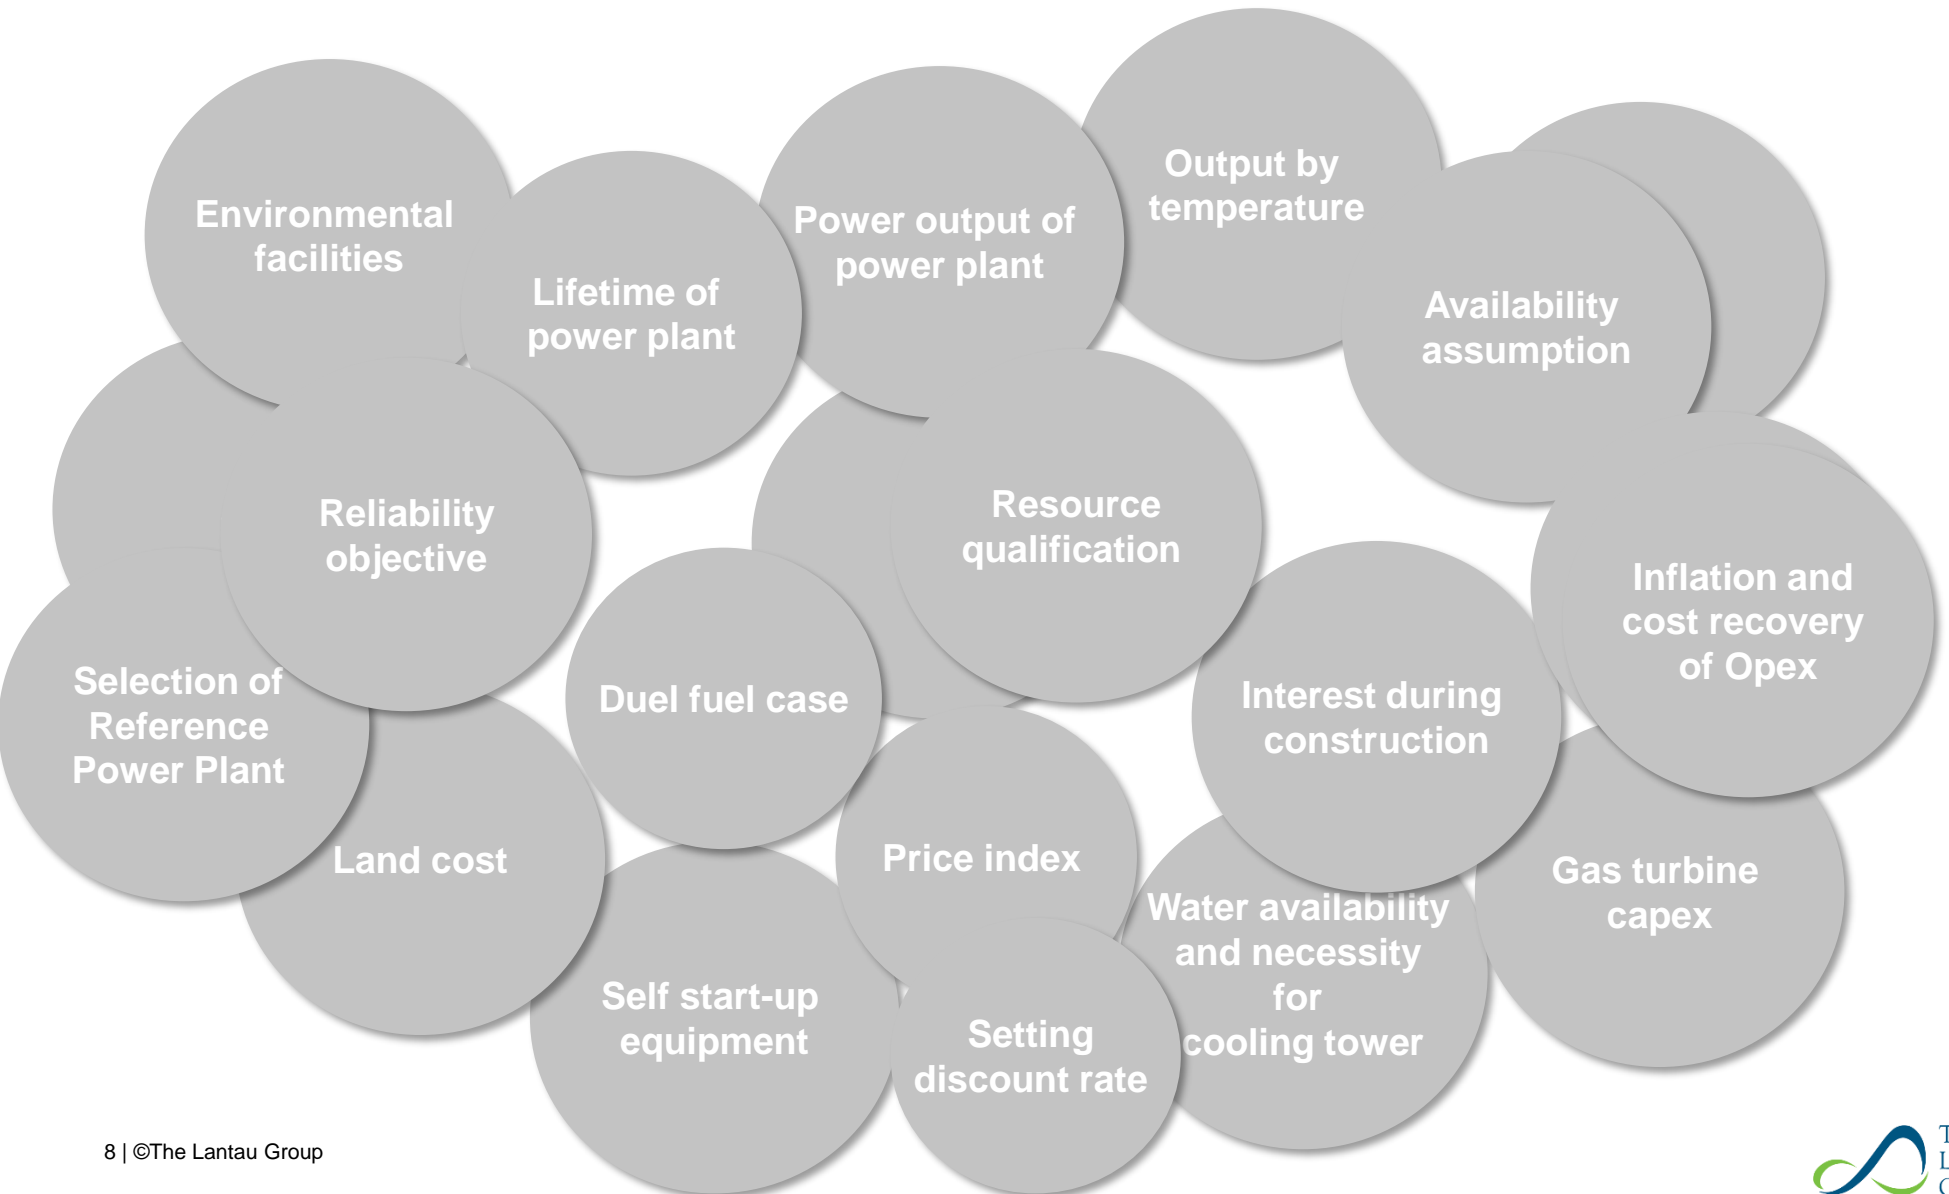 Environmental
facilities
Lifetime of
power plant
Power output of
power plant
Output by
temperature
Availability
assumption
Reliability
objective
Resource
qualification
Inflation and
cost recovery
of Opex
Selection of
Reference
Power Plant
Duel fuel case
Interest during
construction
Land cost
Price index
Gas turbine
capex
Water availability
and necessity
for
cooling tower
Self start-up
equipment
Setting
discount rate
8 | ©The Lantau Group